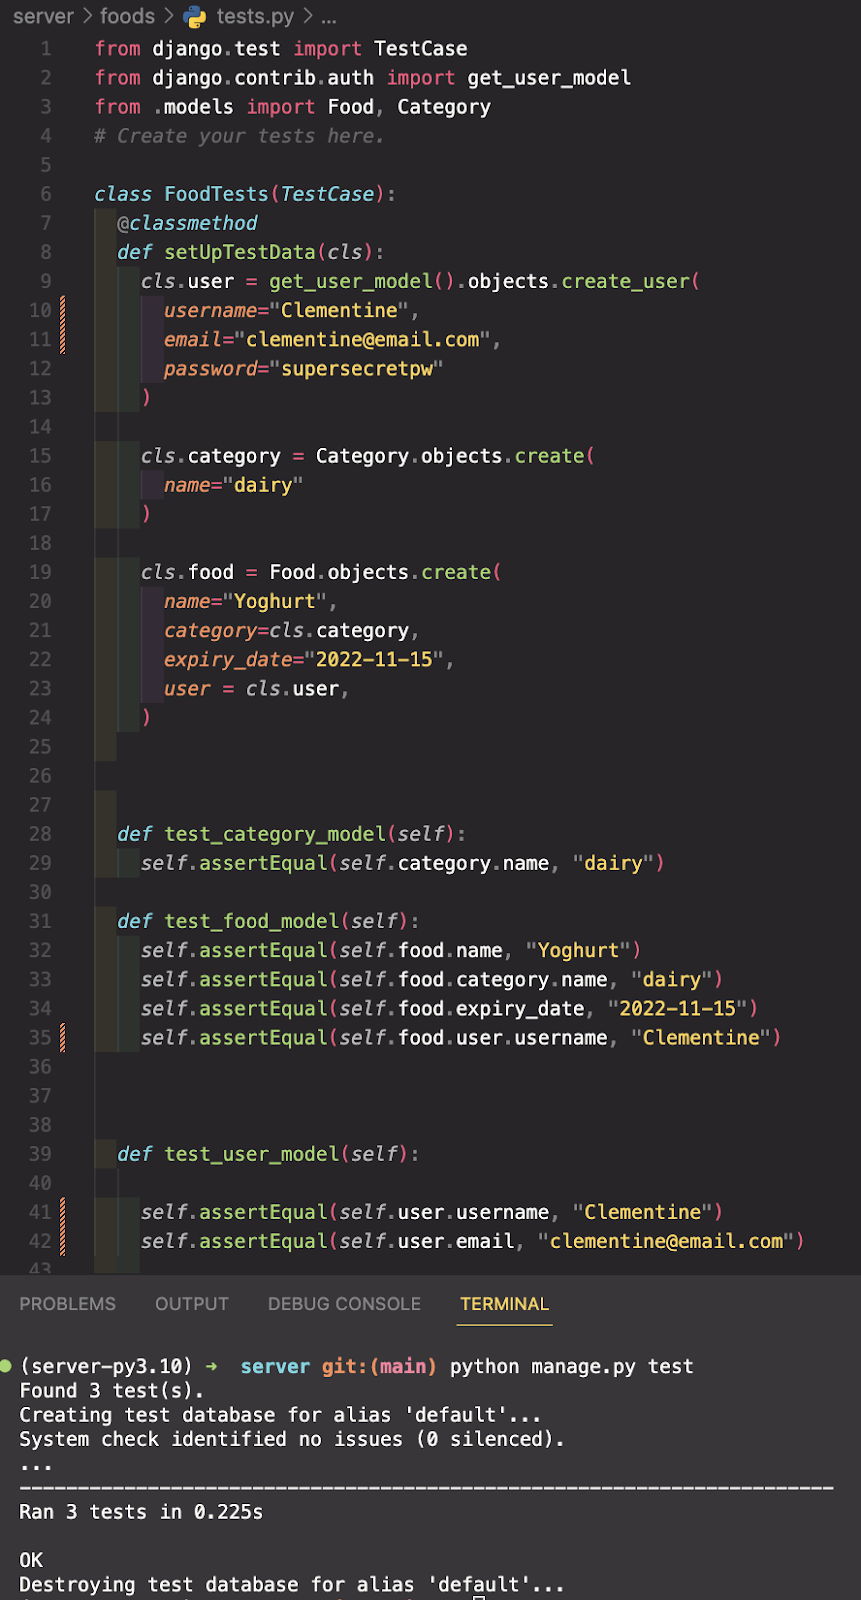 server > foods > tests.py > ...
1 from django.test import TestCase
2 from django.contrib.auth import get_user_model
3 from .models import Food, Category
4 # Create your tests here.
5
6 class FoodTests(TestCase):
7   @classmethod
8   def setUpTestData(cls):
9     cls.user = get_user_model().objects.create_user(
10       username="Clementine",
11       email="clementine@email.com",
12       password="supersecretpw"
13     )
14
15     cls.category = Category.objects.create(
16       name="dairy"
17     )
18
19     cls.food = Food.objects.create(
20       name="Yoghurt",
21       category=cls.category,
22       expiry_date="2022-11-15",
23       user = cls.user,
24     )
25
26
27
28   def test_category_model(self):
29     self.assertEqual(self.category.name, "dairy")
30
31   def test_food_model(self):
32     self.assertEqual(self.food.name, "Yoghurt")
33     self.assertEqual(self.food.category.name, "dairy")
34     self.assertEqual(self.food.expiry_date, "2022-11-15")
35     self.assertEqual(self.food.user.username, "Clementine")
36
37
38
39   def test_user_model(self):
40
41     self.assertEqual(self.user.username, "Clementine")
42     self.assertEqual(self.user.email, "clementine@email.com")
43
PROBLEMS OUTPUT DEBUG CONSOLE TERMINAL
(server-py3.10) → server git:(main) python manage.py test
Found 3 test(s).
Creating test database for alias 'default'...
System check identified no issues (0 silenced).
...
----------------------------------------------------------------------
Ran 3 tests in 0.225s

OK
Destroying test database for alias 'default'...